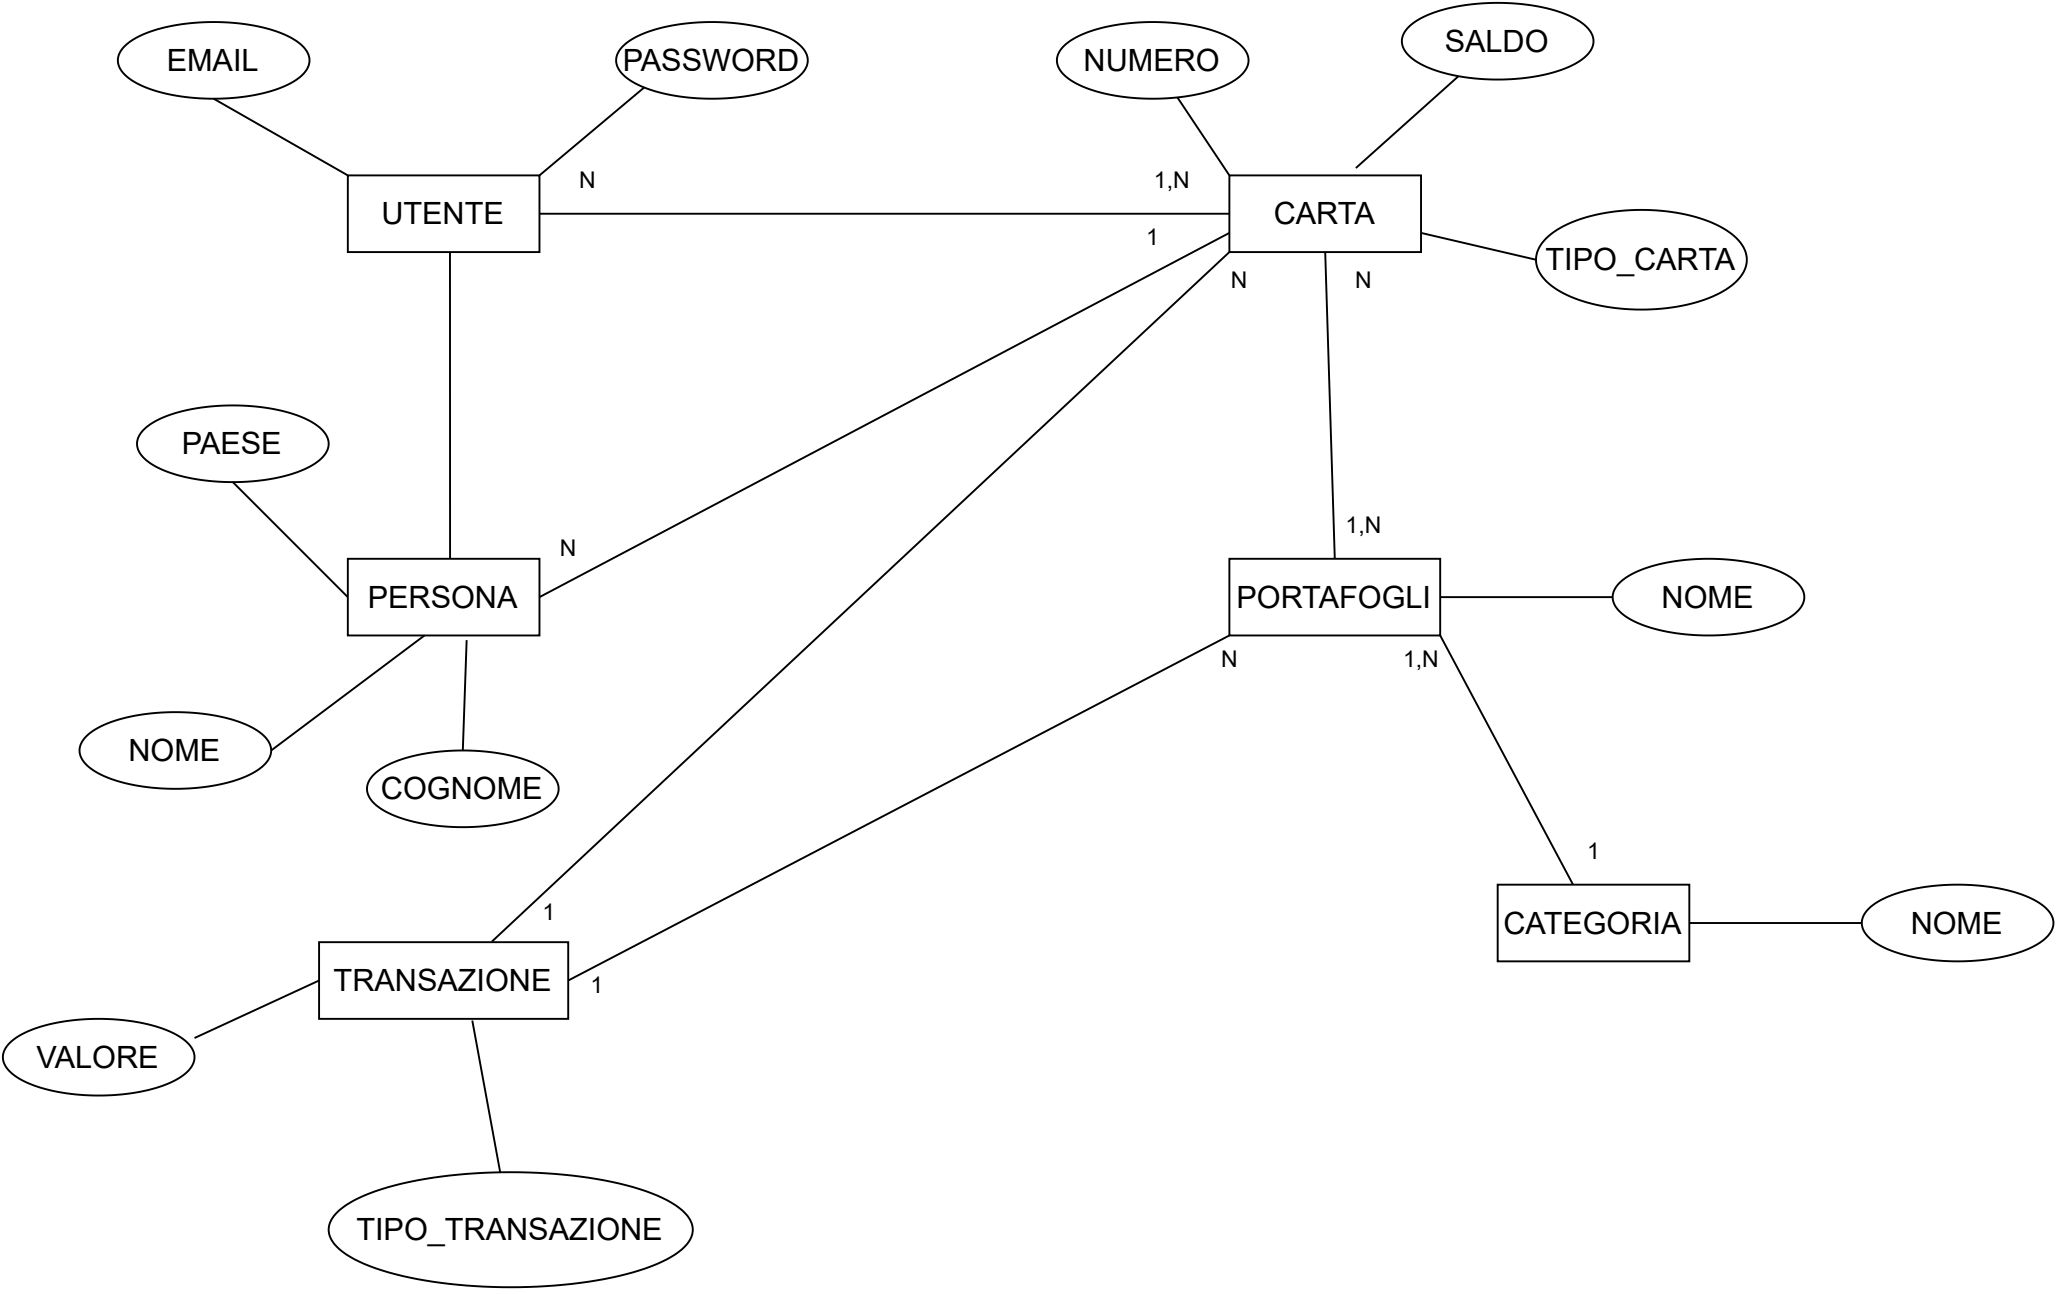 SALDO
EMAIL
PASSWORD
NUMERO
N
1,N
UTENTE
CARTA
1
TIPO_CARTA
N
N
PAESE
1,N
N
PERSONA
PORTAFOGLI
NOME
N
1,N
NOME
COGNOME
1
1
CATEGORIA
NOME
TRANSAZIONE
1
VALORE
TIPO_TRANSAZIONE